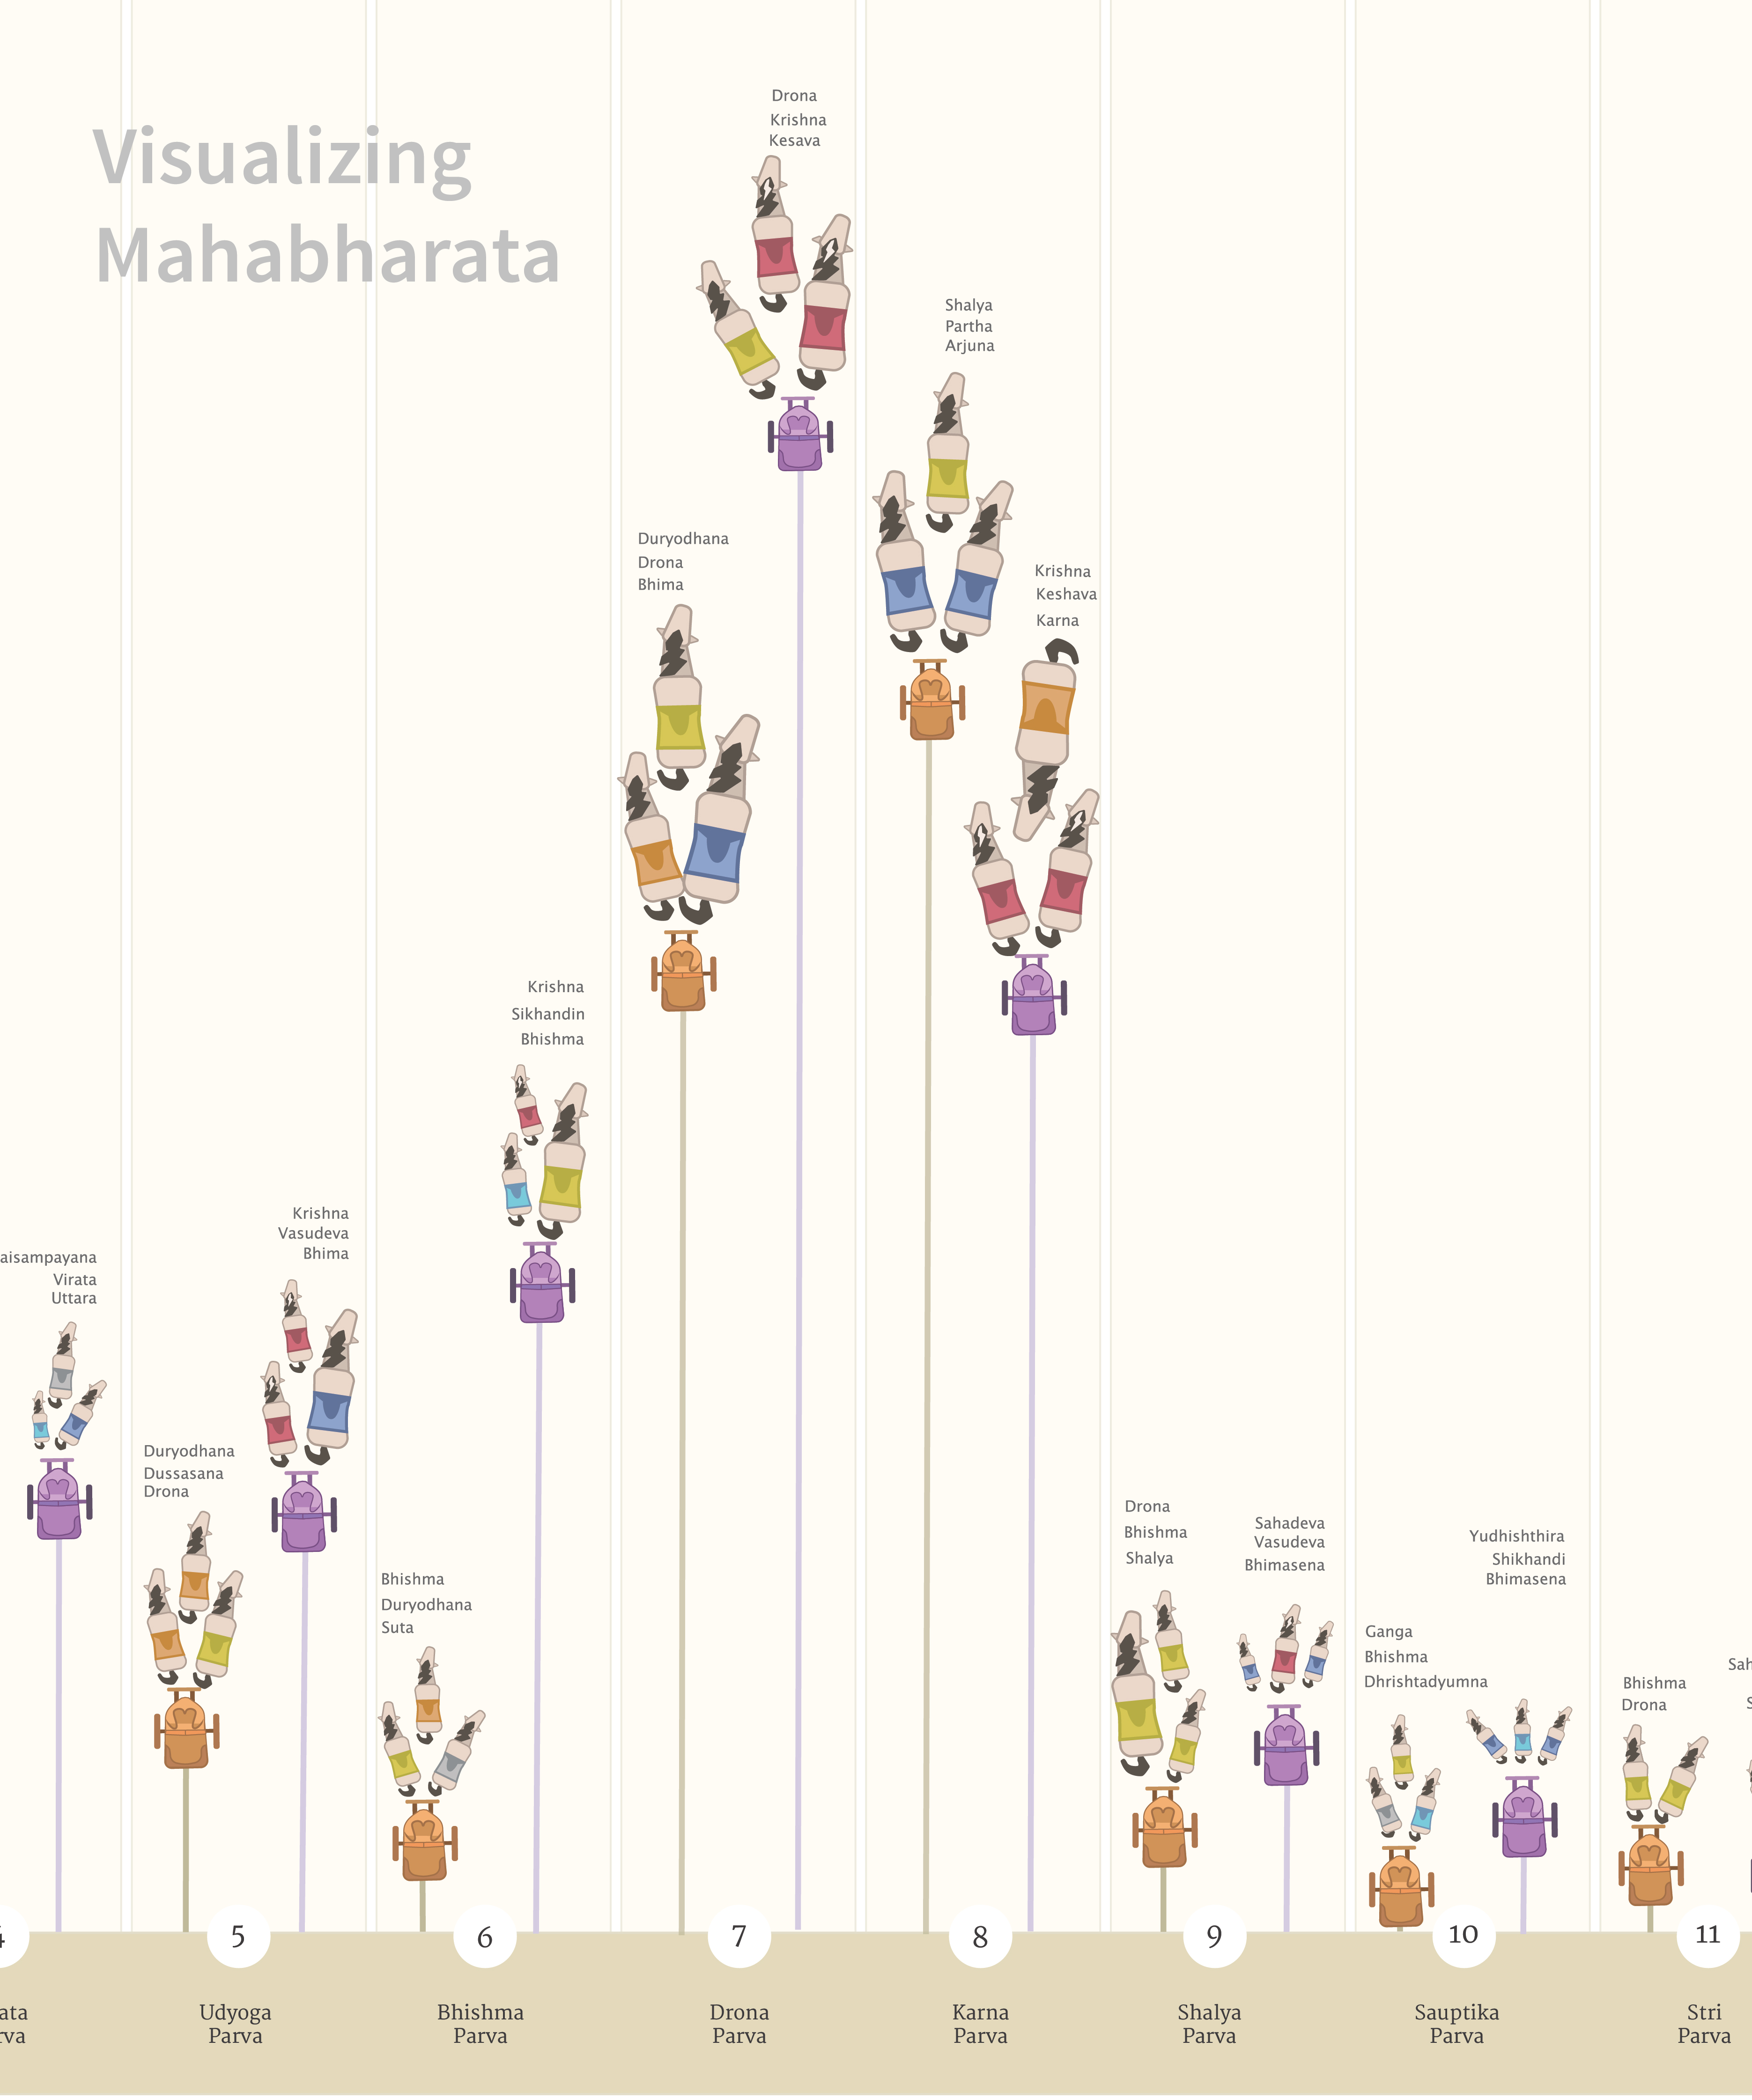 Visualizing
Mahabharata
Drona
Krishna
Kesava
Shalya
Partha
Arjuna
Duryodhana
Drona
Bhima
Krishna
Keshava
Karna
Krishna
Sikhandin
Bhishma
aisampayana
Virata
Uttara
Krishna
Vasudeva
Bhima
Duryodhana
Dussasana
Drona
Bhishma
Duryodhana
Suta
Drona
Bhishma
Shalya
Sahadeva
Vasudeva
Bhimasena
Yudhishthira
Shikhandi
Bhimasena
Ganga
Bhishma
Dhrishtadyumna
Bhishma
Drona
Sah
S
4
5
6
7
8
9
10
11
ata
rva
Udyoga
Parva
Bhishma
Parva
Drona
Parva
Karna
Parva
Shalya
Parva
Sauptika
Parva
Stri
Parva